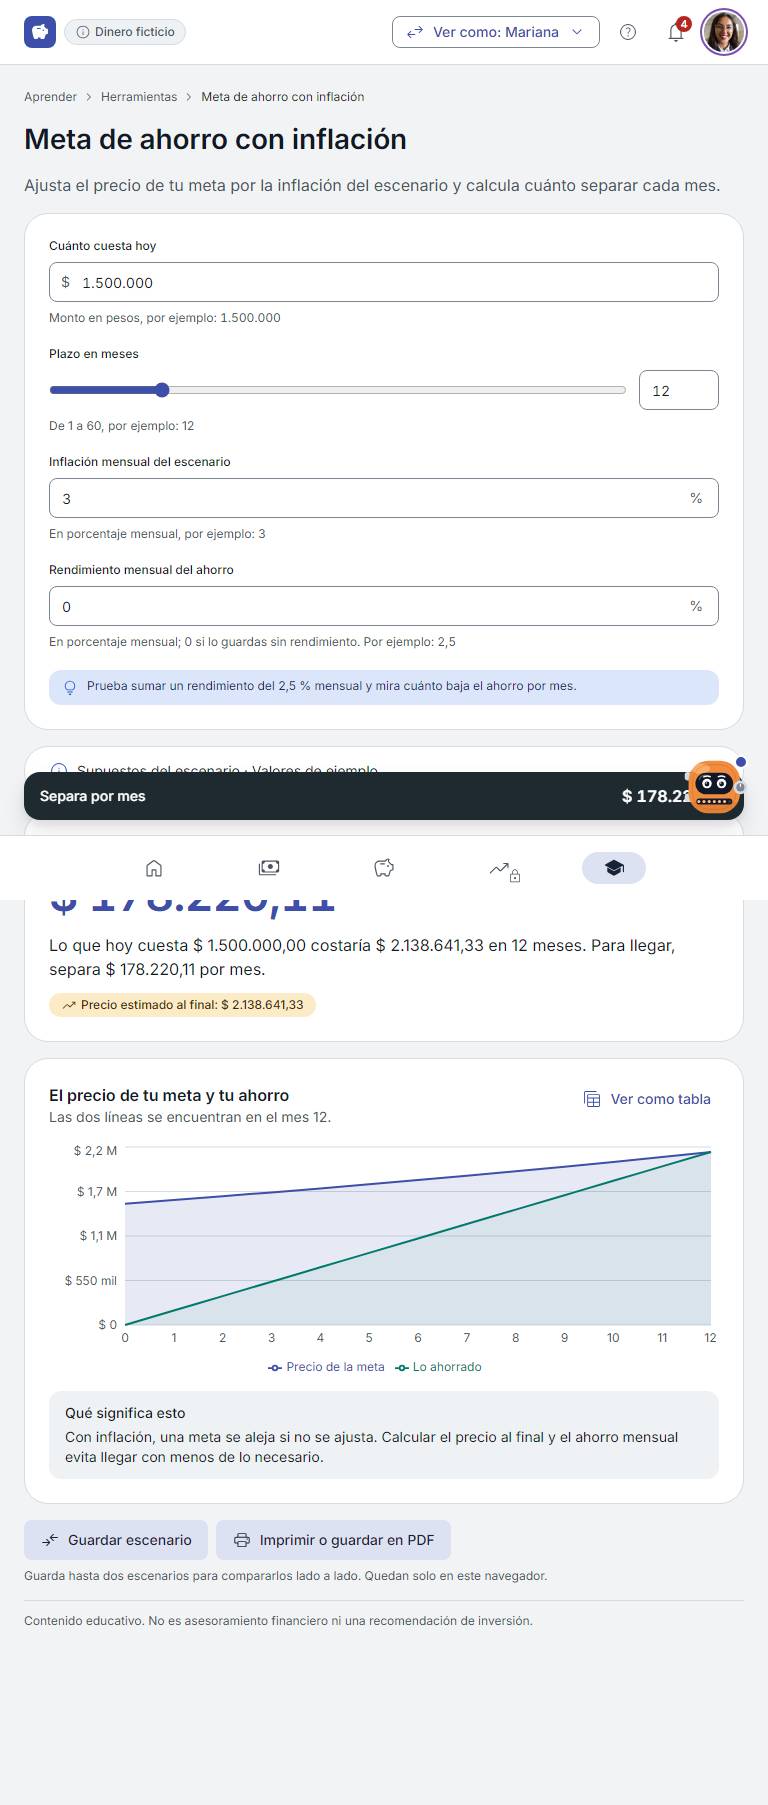 Dinero ficticio
Ver como: Mariana
4
Aprender > Herramientas > Meta de ahorro con inflación
Meta de ahorro con inflación
Ajusta el precio de tu meta por la inflación del escenario y calcula cuánto separar cada mes.
Cuánto cuesta hoy
$ 1.500.000
Monto en pesos, por ejemplo: 1.500.000
Plazo en meses
12
De 1 a 60, por ejemplo: 12
Inflación mensual del escenario
3 %
En porcentaje mensual, por ejemplo: 3
Rendimiento mensual del ahorro
0 %
En porcentaje mensual; 0 si lo guardas sin rendimiento. Por ejemplo: 2,5
Prueba sumar un rendimiento del 2,5 % mensual y mira cuánto baja el ahorro por mes.
Supuestos del escenario · Valores de ejemplo
Separa por mes $ 178.22
$ 178.220,11
Lo que hoy cuesta $ 1.500.000,00 costaría $ 2.138.641,33 en 12 meses. Para llegar,
separa $ 178.220,11 por mes.
Precio estimado al final: $ 2.138.641,33
El precio de tu meta y tu ahorro
Ver como tabla
Las dos líneas se encuentran en el mes 12.
$ 2,2 M
$ 1,7 M
$ 1,1 M
$ 550 mil
$ 0
0 1 2 3 4 5 6 7 8 9 10 11 12
Precio de la meta Lo ahorrado
Qué significa esto
Con inflación, una meta se aleja si no se ajusta. Calcular el precio al final y el ahorro mensual
evita llegar con menos de lo necesario.
Guardar escenario
Imprimir o guardar en PDF
Guarda hasta dos escenarios para compararlos lado a lado. Quedan solo en este navegador.
Contenido educativo. No es asesoramiento financiero ni una recomendación de inversión.